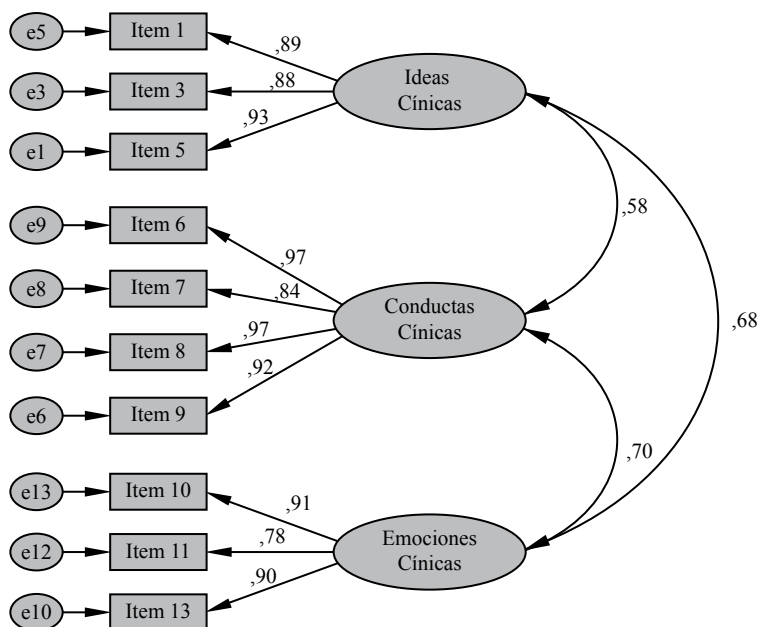 e5
Item 1
,89
Ideas
Cínicas
e3
Item 3
,88
e1
Item 5
,93
,58
e9
Item 6
,97
e8
Item 7
,84
Conductas
Cínicas
,68
e7
Item 8
,97
e6
Item 9
,92
,70
e13
Item 10
,91
e12
Item 11
,78
Emociones
Cínicas
e10
Item 13
,90